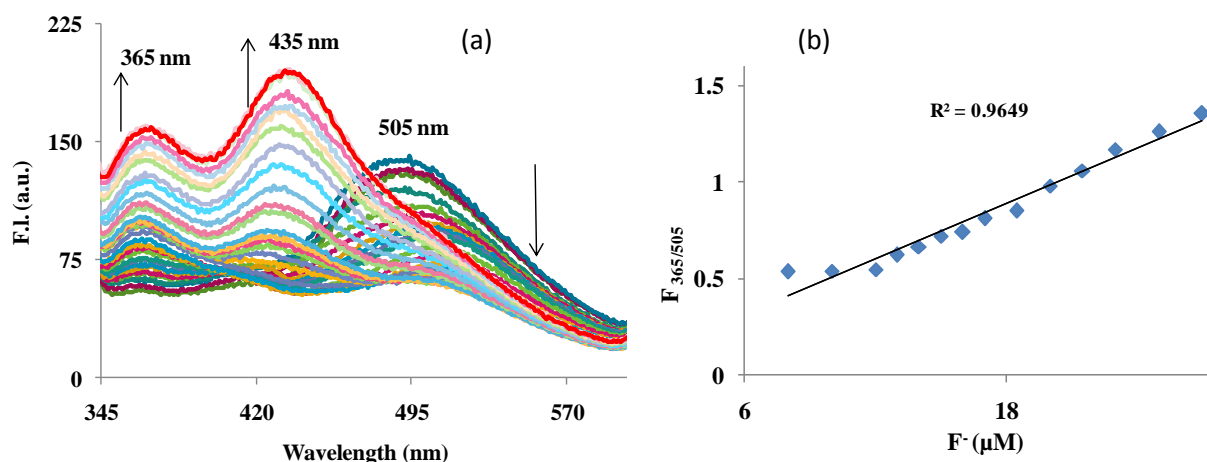 (a)
365 nm
435 nm
505 nm
F.I. (a.u.)
225
150
75
0
345
420
495
570
Wavelength (nm)
(b)
R² = 0.9649
F 365/505
1.5
1
0.5
0
6
18
F⁻ (μM)